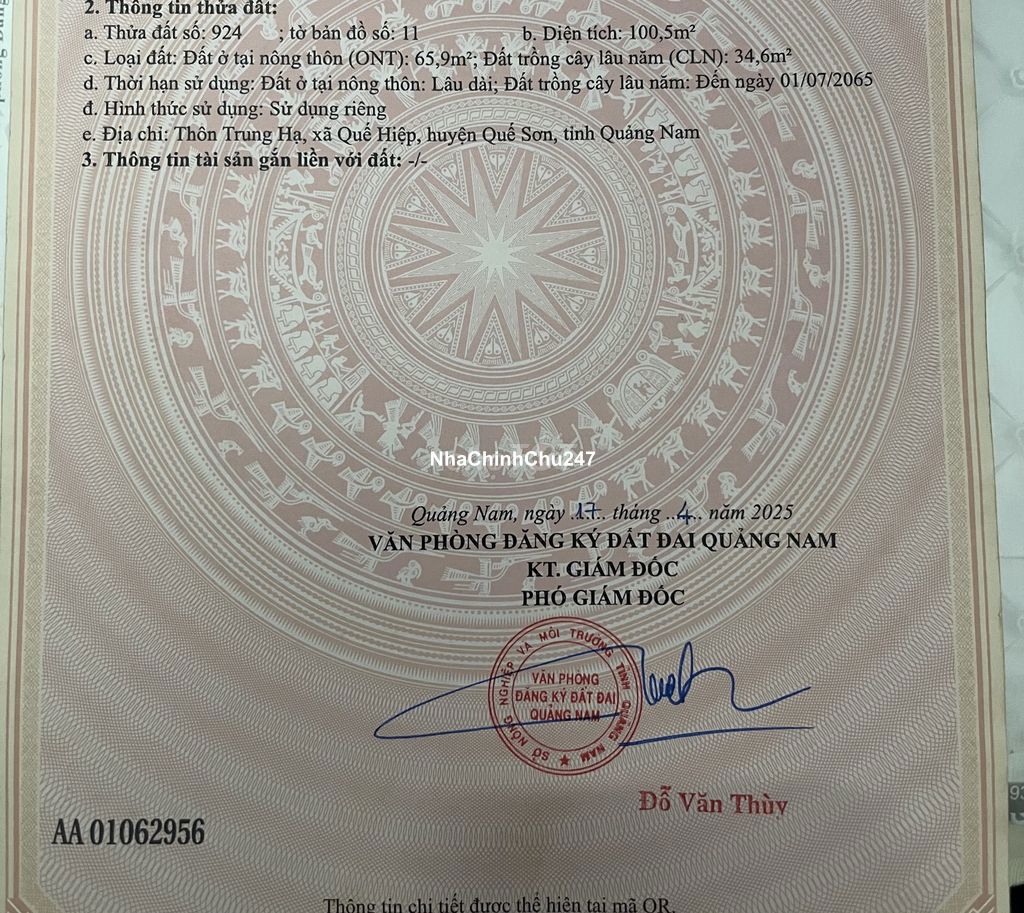 2. Thông tin thửa đất:
a. Thửa đất số: 924 ; tờ bản đồ số: 11 b. Diện tích: 100,5m²
c. Loại đất: Đất ở tại nông thôn (ONT): 65,9m²; Đất trồng cây lâu năm (CLN): 34,6m²
d. Thời hạn sử dụng: Đất ở tại nông thôn: Lâu dài; Đất trồng cây lâu năm: Đến ngày 01/07/2065
đ. Hình thức sử dụng: Sử dụng riêng
e. Địa chỉ: Thôn Trung Hạ, xã Quế Hiệp, huyện Quế Sơn, tỉnh Quảng Nam
3. Thông tin tài sản gắn liền với đất: -/-
NhaChinhChu247
Quảng Nam, ngày 17 tháng 4 năm 2025
VĂN PHÒNG ĐĂNG KÝ ĐẤT ĐAI QUẢNG NAM
KT. GIÁM ĐỐC
PHÓ GIÁM ĐỐC
SỞ NÔNG NGHIỆP VÀ MÔI TRƯỜNG TỈNH QUẢNG NAM
VĂN PHÒNG
ĐĂNG KÝ ĐẤT ĐAI
QUẢNG NAM
Đỗ Văn Thùy
AA 01062956
Thông tin chi tiết được thể hiện tại mã QR.